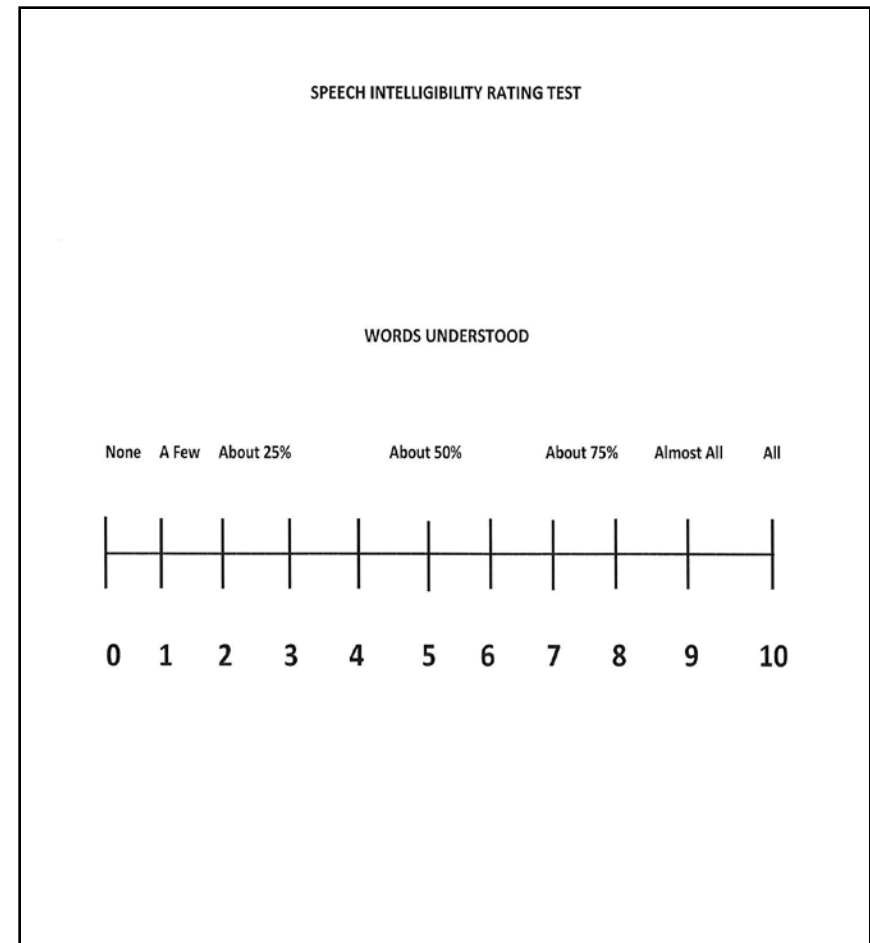 SPEECH INTELLIGIBILITY RATING TEST
WORDS UNDERSTOOD
None A Few About 25% About 50% About 75% Almost All All
0 1 2 3 4 5 6 7 8 9 10